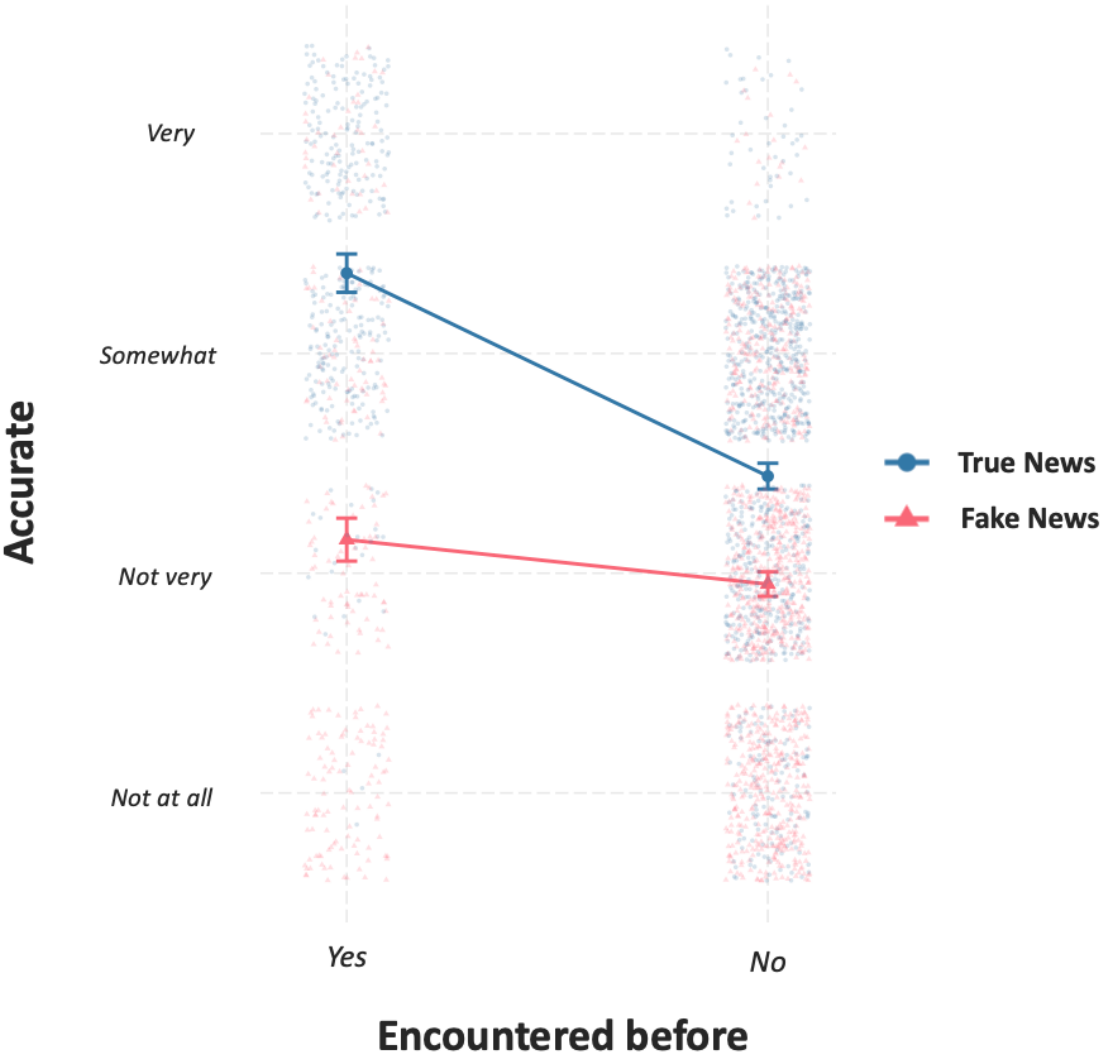 Very
Somewhat
Not very
Not at all
Accurate
True News
Fake News
Yes
No
Encountered before